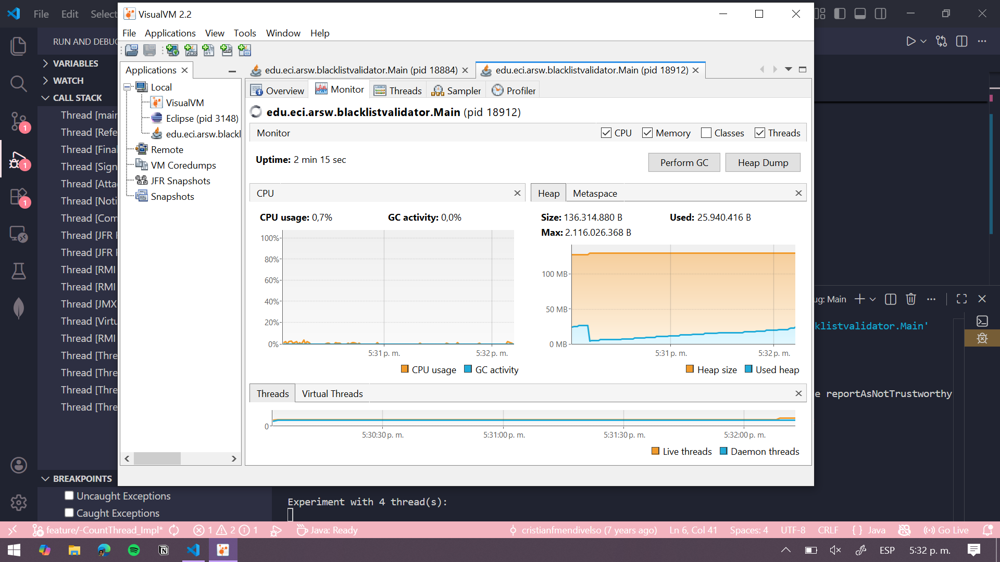 File Edit Select
VisualVM 2.2
File Applications View Tools Window Help
RUN AND DEBUG
VARIABLES
WATCH
CALL STACK
Thread [main
Thread [Refe
Thread [Final
Thread [Sign
Thread [Atta
Thread [Noti
Thread [Com
Thread [JFR
Thread [JFR
Thread [RMI
Thread [RMI
Thread [JMX
Thread [Virtu
Thread [RMI
Thread [Thre
Thread [Thre
Thread [Thre
Thread [Thre
BREAKPOINTS
Uncaught Exceptions
Caught Exceptions
1
1
1
Applications
Local
VisualVM
Eclipse (pid 3148)
edu.eci.arsw.blackl
Remote
VM Coredumps
JFR Snapshots
Snapshots
edu.eci.arsw.blacklistvalidator.Main (pid 18884)
edu.eci.arsw.blacklistvalidator.Main (pid 18912)
Overview Monitor Threads Sampler Profiler
edu.eci.arsw.blacklistvalidator.Main (pid 18912)
Monitor CPU Memory Classes Threads
Uptime: 2 min 15 sec
Perform GC Heap Dump
CPU
CPU usage: 0,7% GC activity: 0,0%
100%
80%
60%
40%
20%
0%
5:31 p. m. 5:32 p. m.
CPU usage GC activity
Heap Metaspace
Size: 136.314.880 B Used: 25.940.416 B
Max: 2.116.026.368 B
100 MB
50 MB
0 MB
5:31 p. m. 5:32 p. m.
Heap size Used heap
Threads Virtual Threads
0
5:30:30 p. m. 5:31:00 p. m. 5:31:30 p. m. 5:32:00 p. m.
Live threads Daemon threads
ug: Main
klistvalidator.Main'
e reportAsNotTrustworthy
Experiment with 4 thread(s):
feature/-CountThread_Impl* 1 2 1 Java: Ready cristianfmendivelso (7 years ago) Ln 6, Col 41 Spaces: 4 UTF-8 CRLF { } Java Go Live
ESP 5:32 p. m.